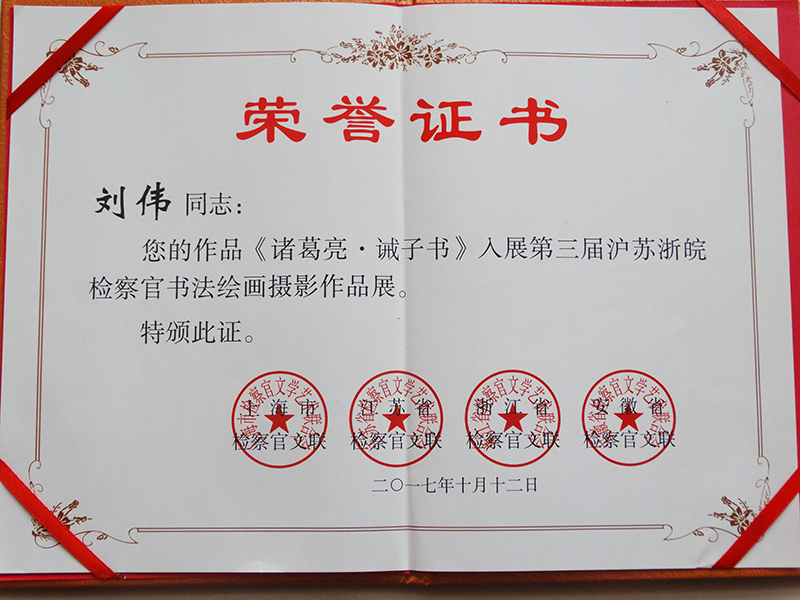 荣誉证书
刘伟 同志：
您的作品《诸葛亮·诫子书》入展第三届沪苏浙皖
检察官书法绘画摄影作品展。
特颁此证。
上海市 江苏省 浙江省 安徽省
检察官文联 检察官文联 检察官文联 检察官文联
二〇一七年十月十二日